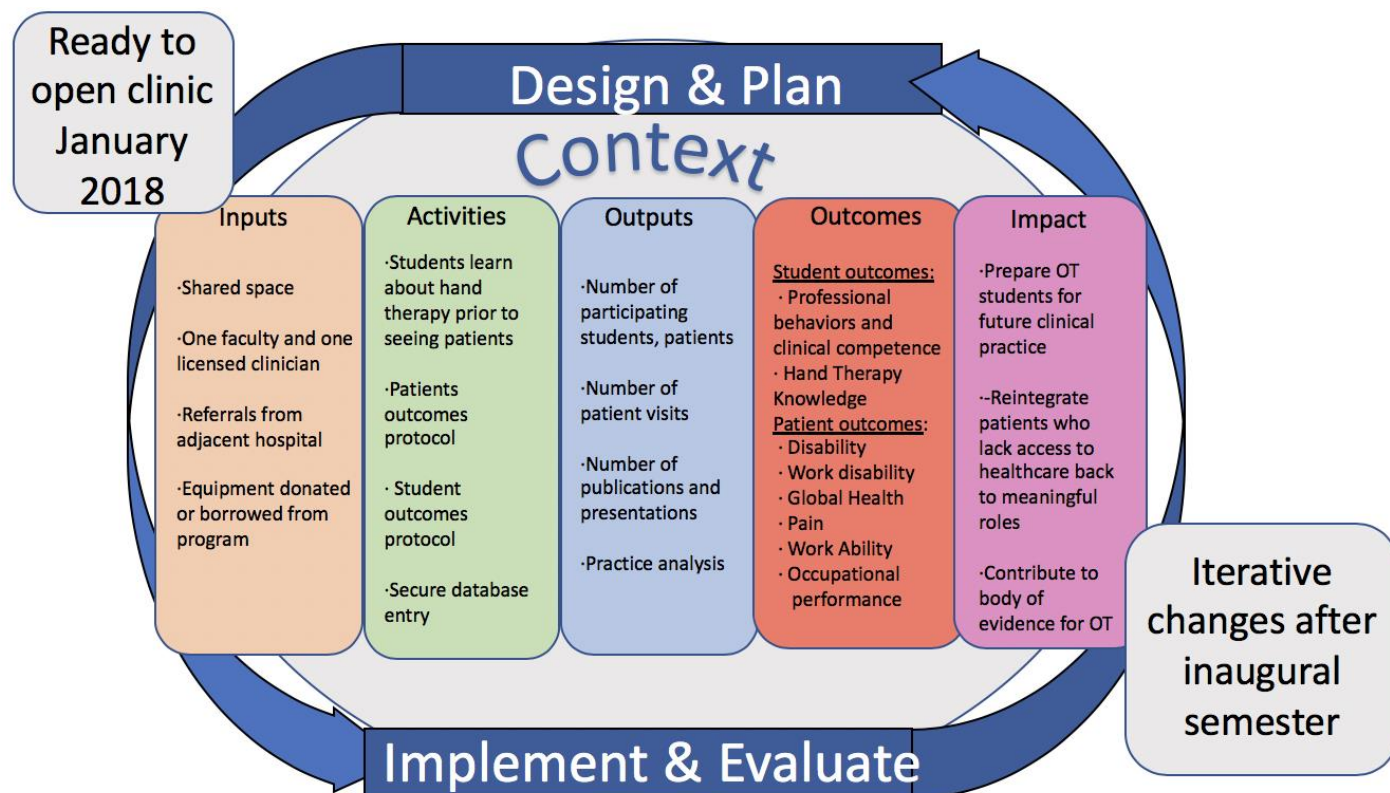 Ready to
open clinic
January
2018
Design & Plan
Context
Inputs
·Shared space
·One faculty and one
licensed clinician
·Referrals from
adjacent hospital
·Equipment donated
or borrowed from
program
Activities
·Students learn
about hand
therapy prior to
seeing patients
·Patients
outcomes
protocol
· Student
outcomes
protocol
·Secure database
entry
Outputs
·Number of
participating
students, patients
·Number of
patient visits
·Number of
publications and
presentations
·Practice analysis
Outcomes
Student outcomes:
· Professional
behaviors and
clinical competence
· Hand Therapy
Knowledge
Patient outcomes:
· Disability
· Work disability
· Global Health
· Pain
· Work Ability
· Occupational
performance
Impact
·Prepare OT
students for
future clinical
practice
·-Reintegrate
patients who
lack access to
healthcare back
to meaningful
roles
·Contribute to
body of
evidence for OT
Iterative
changes after
inaugural
semester
Implement & Evaluate